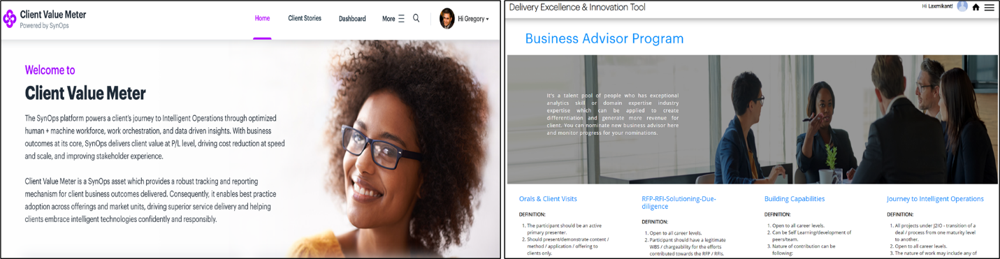 Client Value Meter
Powered by SynOps
Home
Client Stories
Dashboard
More
Hi Gregory
Welcome to
Client Value Meter
The SynOps platform powers a client's journey to Intelligent Operations through optimized
human + machine workforce, work orchestration, and data driven insights. With business
outcomes at its core, SynOps delivers client value at P/L level, driving cost reduction at speed
and scale, and improving stakeholder experience.
Client Value Meter is a SynOps asset which provides a robust tracking and reporting
mechanism for client business outcomes delivered. Consequently, it enables best practice
adoption across offerings and market units, driving superior service delivery and helping
clients embrace intelligent technologies confidently and responsibly.
Delivery Excellence & Innovation Tool
Hi Laxmikant!
Business Advisor Program
It's a talent pool of people who has exceptional
analytics skill or domain expertise industry
expertise which can be applied to create
differentiation and generate more revenue for
client. You can nominate new business advisor here
and monitor progress for your nominations.
Orals & Client Visits
DEFINITION:
1. The participant should be an active
primary presenter.
2. Should present/demonstrate content /
method / application / offering to
clients only.
RFP-RFI-Solutioning-Due-
diligence
DEFINITION:
1. Open to all career levels.
2. Participant should have a legitimate
WBS / chargeability for the efforts
contributed towards the RFP / RFIs.
Building Capabilities
DEFINITION:
1. Open to all career levels.
2. Can be Self Learning/development of
peers/team.
3. Nature of contribution can be
following:
Journey to Intelligent Operations
DEFINITION:
1. All projects under J2IO - transition of a
deal / process from one maturity level
to another.
2. Open to all career levels.
3. The nature of work may include any of